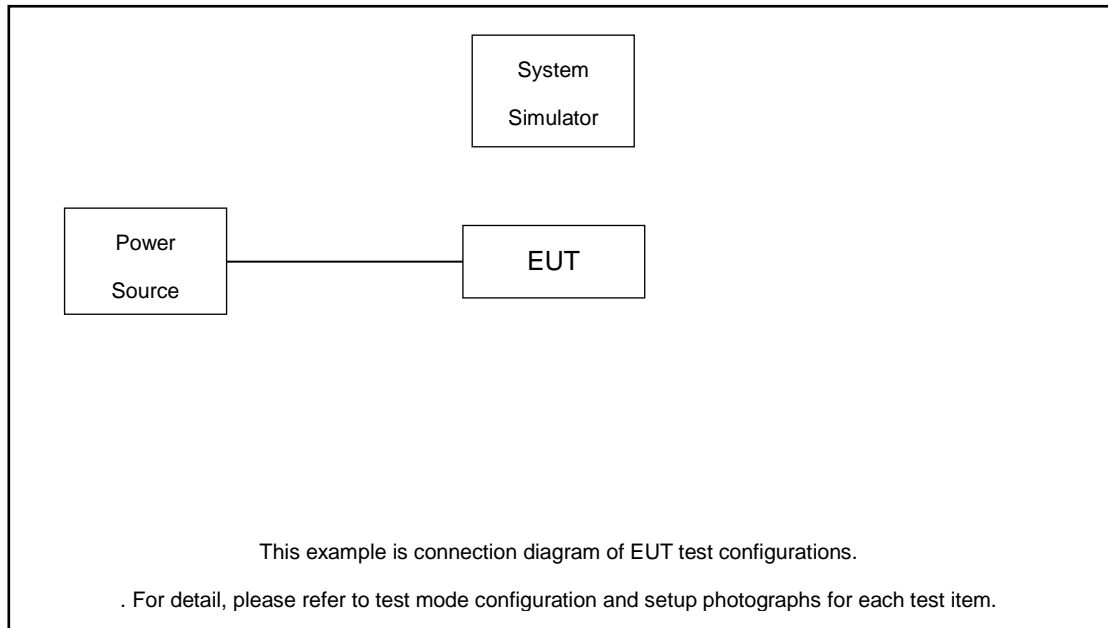 System
Simulator
Power
Source
EUT
This example is connection diagram of EUT test configurations.
. For detail, please refer to test mode configuration and setup photographs for each test item.